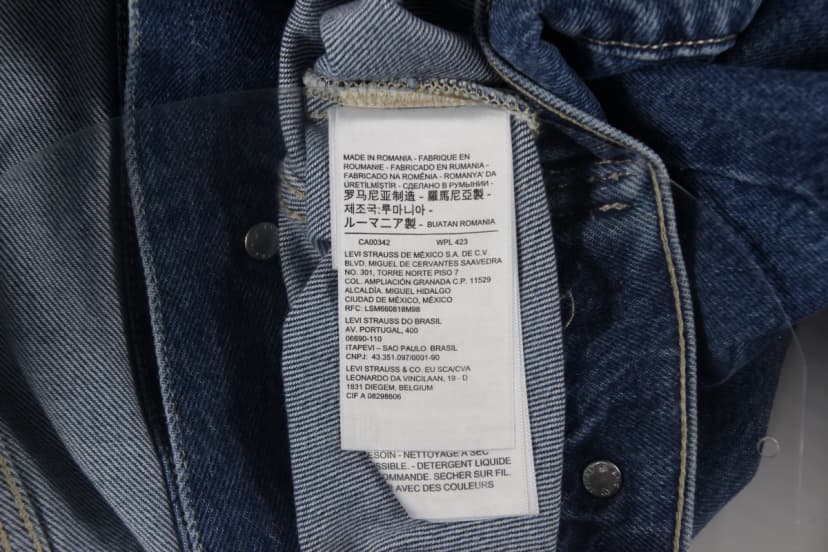 MADE IN ROMANIA - FABRIQUE EN
ROUMANIE - FABRICADO EN RUMANIA -
FABRICADO NA ROMÊNIA - ROMANYA' DA
ÜRETİLMİŞTİR - СДЕЛАНО В РУМЫНИИ -
罗马尼亚制造 - 羅馬尼亞製 -
제조국:루마니아 -
ルーマニア製 - BUATAN ROMANIA
CA00342 WPL 423
LEVI STRAUSS DE MÉXICO S.A. DE C.V
BLVD. MIGUEL DE CERVANTES SAAVEDRA
NO. 301, TORRE NORTE PISO 7
COL. AMPLIACIÓN GRANADA C.P. 11529
ALCALDÍA. MIGUEL HIDALGO
CIUDAD DE MÉXICO, MÉXICO
RFC: LSM660818M98
LEVI STRAUSS DO BRASIL
AV. PORTUGAL, 400
06690-110
ITAPEVI – SAO PAULO BRASIL
CNPJ: 43.351.097/0001-90
LEVI STRAUSS & CO. EU SCA/CVA
LEONARDO DA VINCILAAN, 19 - D
1831 DIEGEM, BELGIUM
CIF A 08298806
ESOIN - NETTOYAGE A SEC
SSIBLE. - DETERGENT LIQUIDE
OMMANDE. SECHER SUR FIL.
AVEC DES COULEURS